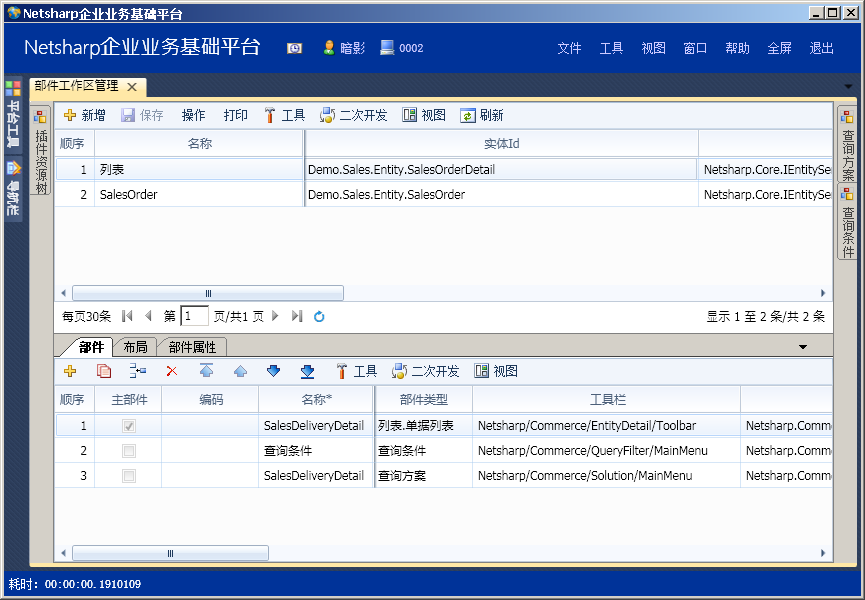 Netsharp企业业务基础平台
Netsharp企业业务基础平台 暗影 0002 文件 工具 视图 窗口 帮助 全屏 退出
平台工具
导航栏
部件工作区管理
插件资源树
新增 保存 操作 打印 工具 二次开发 视图 刷新
顺序 名称 实体Id
1 列表 Demo.Sales.Entity.SalesOrderDetail Netsharp.Core.IEntitySe
2 SalesOrder Demo.Sales.Entity.SalesOrder Netsharp.Core.IEntitySe
查询方案
查询条件
每页30条 第 1 页/共1 页 显示 1 至 2 条/共 2 条
部件 布局 部件属性
工具 二次开发 视图
顺序 主部件 编码 名称* 部件类型 工具栏
1 SalesDeliveryDetail 列表.单据列表 Netsharp/Commerce/EntityDetail/Toolbar Netsharp.Comm
2 查询条件 查询条件 Netsharp/Commerce/QueryFilter/MainMenu Netsharp.Comm
3 SalesDeliveryDetail 查询方案 Netsharp/Commerce/Solution/MainMenu Netsharp.Comm
耗时：00:00:00.1910109